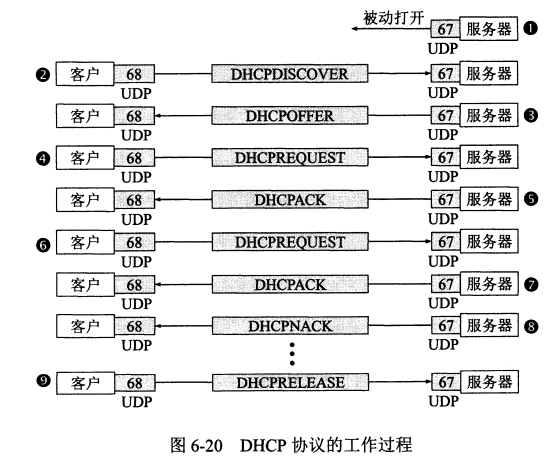 被动打开 67 服务器 ❶
UDP
❷ 客户 68 DHCPDISCOVER 67 服务器
UDP UDP
客户 68 DHCPOFFER 67 服务器 ❸
UDP UDP
❹ 客户 68 DHCPREQUEST 67 服务器
UDP UDP
客户 68 DHCPACK 67 服务器 ❺
UDP UDP
❻ 客户 68 DHCPREQUEST 67 服务器
UDP UDP
客户 68 DHCPACK 67 服务器 ❼
UDP UDP
客户 68 DHCPNACK 67 服务器 ❽
UDP UDP
❾ 客户 68 DHCPRELEASE 67 服务器
UDP UDP
图 6-20 DHCP 协议的工作过程